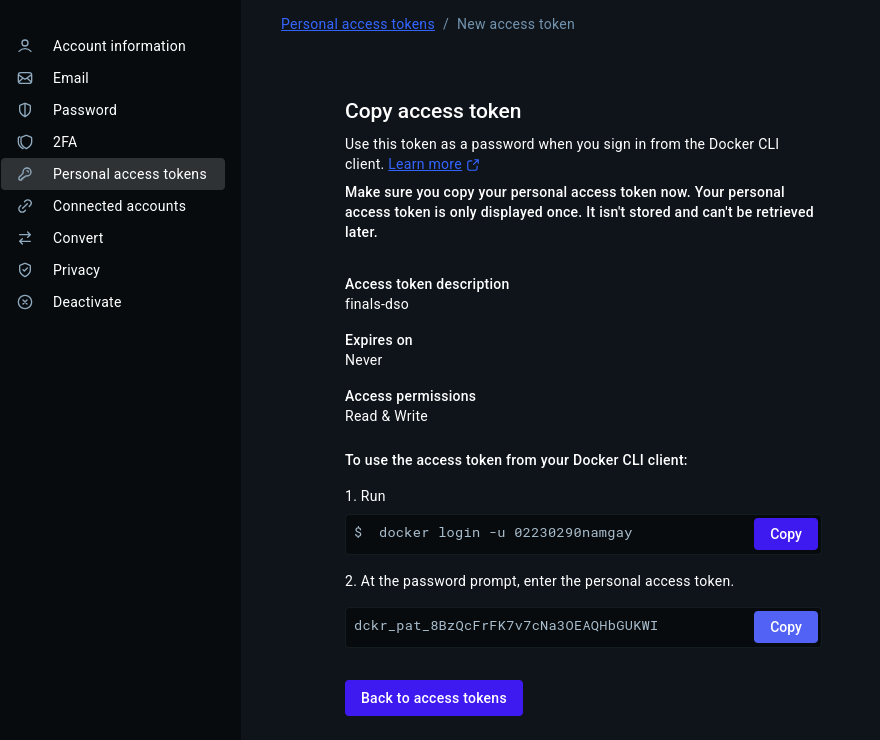 Personal access tokens / New access token
Account information
Email
Password
2FA
Personal access tokens
Connected accounts
Convert
Privacy
Deactivate
Copy access token
Use this token as a password when you sign in from the Docker CLI
client. Learn more
Make sure you copy your personal access token now. Your personal
access token is only displayed once. It isn't stored and can't be retrieved
later.
Access token description
finals-dso
Expires on
Never
Access permissions
Read & Write
To use the access token from your Docker CLI client:
1. Run
$ docker login -u 02230290namgay
Copy
2. At the password prompt, enter the personal access token.
dckr_pat_8BzQcFrFK7v7cNa3OEAQHbGUKWI
Copy
Back to access tokens